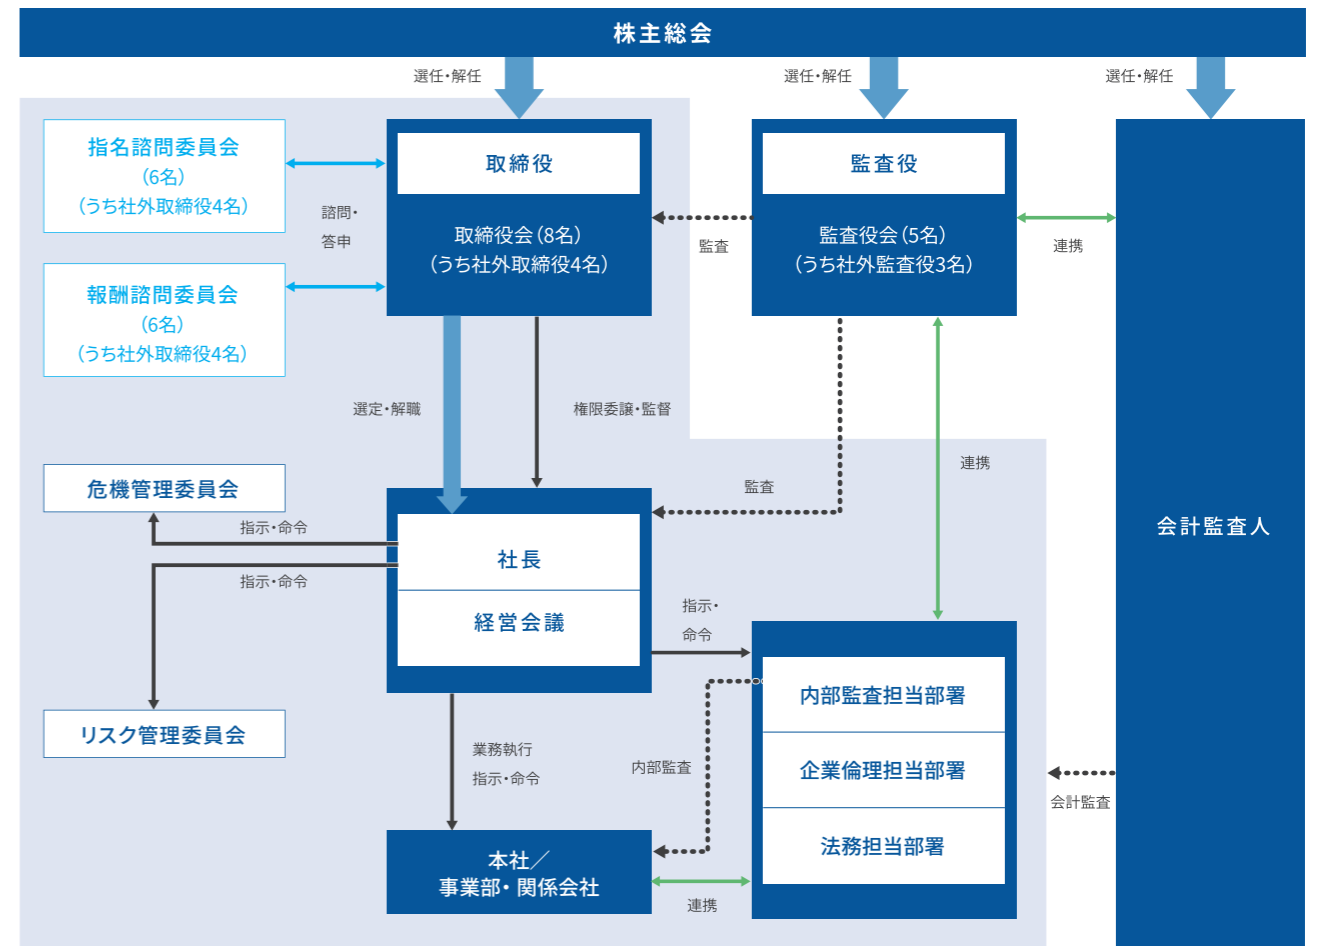 株主総会
選任・解任
選任・解任
選任・解任
指名諮問委員会
(6名)
(うち社外取締役4名)
諮問・
答申
報酬諮問委員会
(6名)
(うち社外取締役4名)
取締役
取締役会(8名)
(うち社外取締役4名)
監査
監査役
監査役会(5名)
(うち社外監査役3名)
連携
選定・解職
権限委譲・監督
連携
監査
危機管理委員会
指示・命令
指示・命令
リスク管理委員会
社長
経営会議
指示・
命令
会計監査人
内部監査担当部署
企業倫理担当部署
法務担当部署
業務執行
指示・命令
内部監査
会計監査
本社／
事業部・関係会社
連携